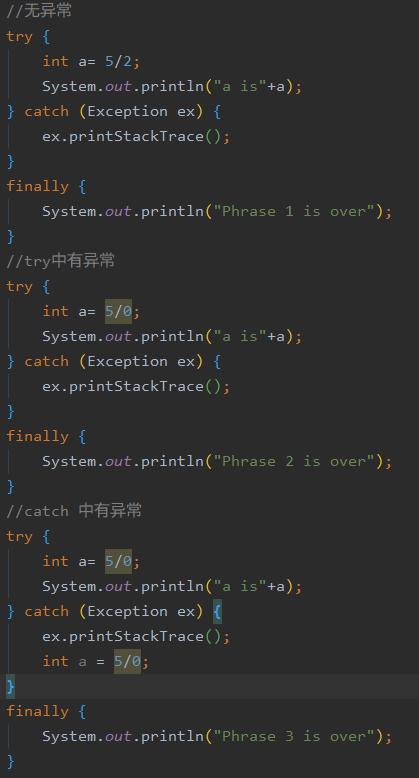 //无异常
try {
    int a= 5/2;
    System.out.println("a is"+a);
} catch (Exception ex) {
    ex.printStackTrace();
}
finally {
    System.out.println("Phrase 1 is over");
}
//try中有异常
try {
    int a= 5/0;
    System.out.println("a is"+a);
} catch (Exception ex) {
    ex.printStackTrace();
}
finally {
    System.out.println("Phrase 2 is over");
}
//catch 中有异常
try {
    int a= 5/0;
    System.out.println("a is"+a);
} catch (Exception ex) {
    ex.printStackTrace();
    int a = 5/0;
}
finally {
    System.out.println("Phrase 3 is over");
}